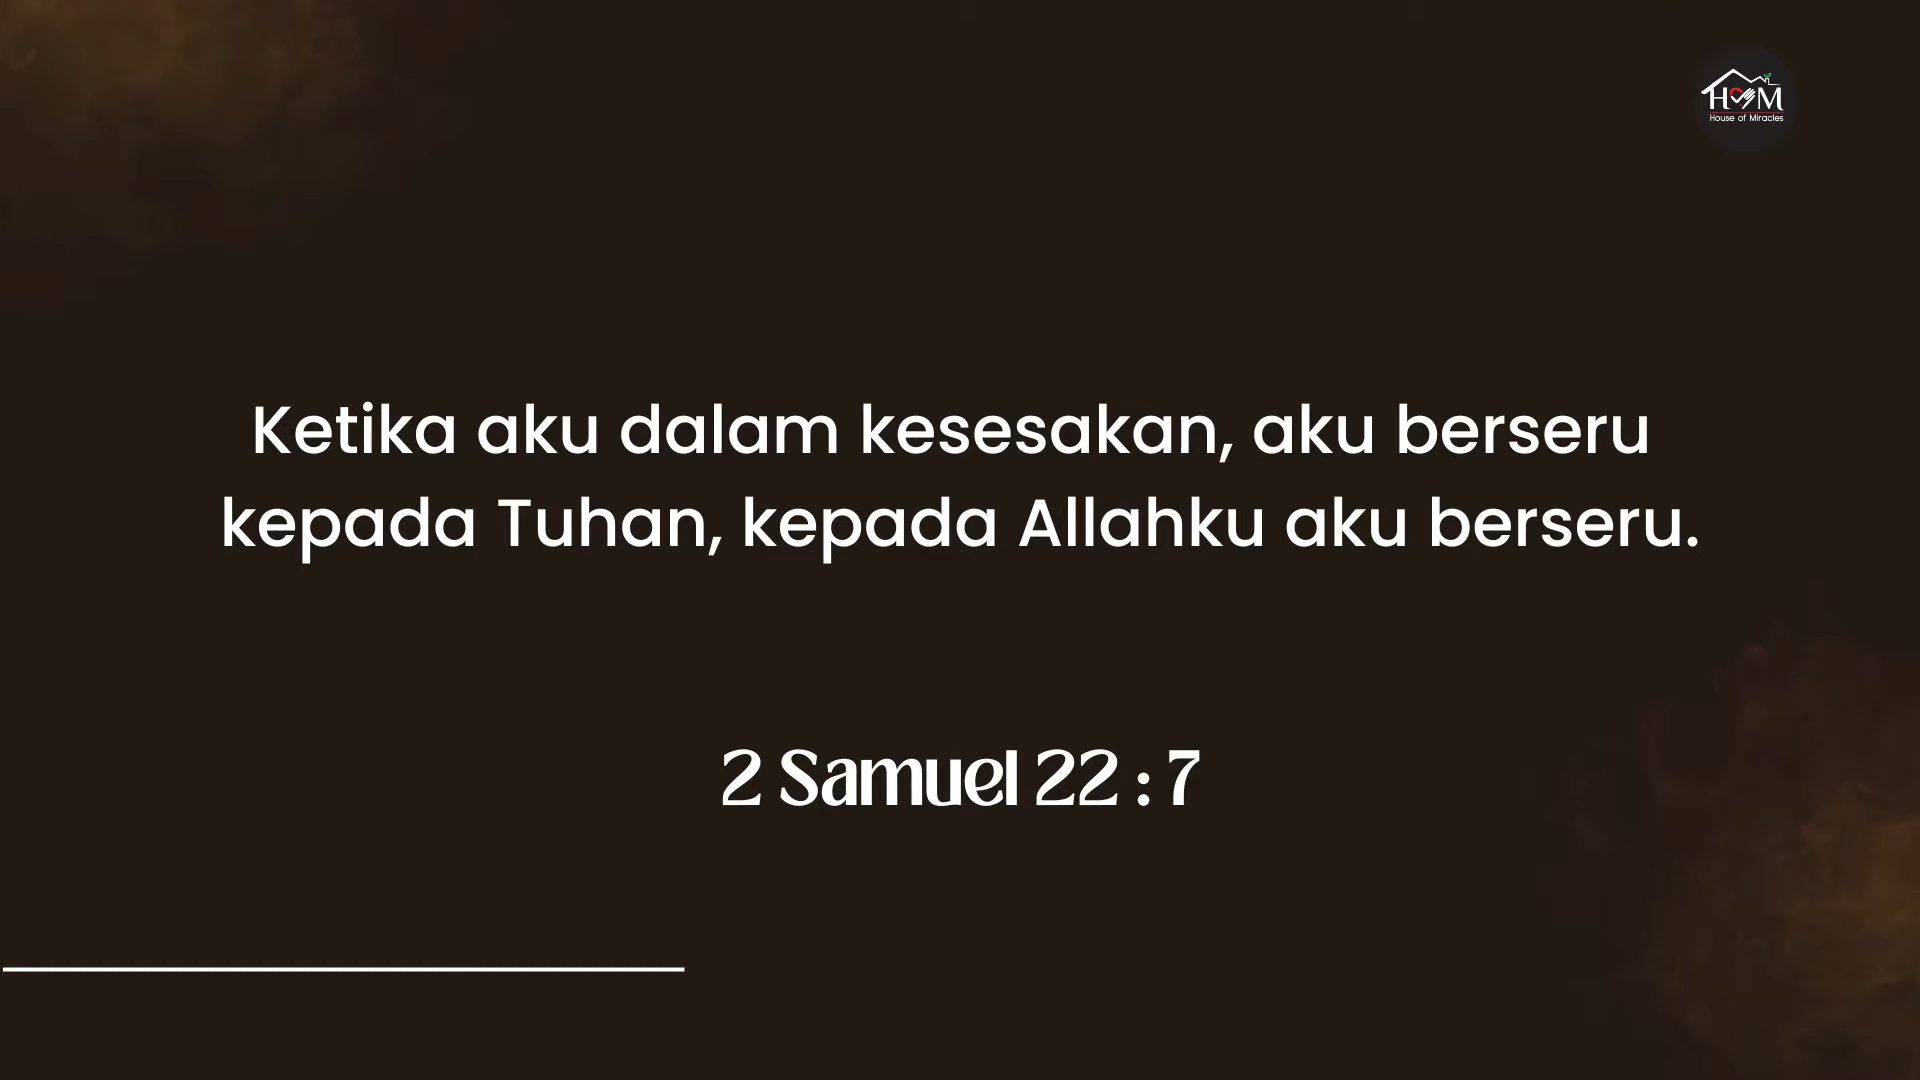 HOM
House of Miracles
Ketika aku dalam kesesakan, aku berseru
kepada Tuhan, kepada Allahku aku berseru.
2 Samuel 22 : 7